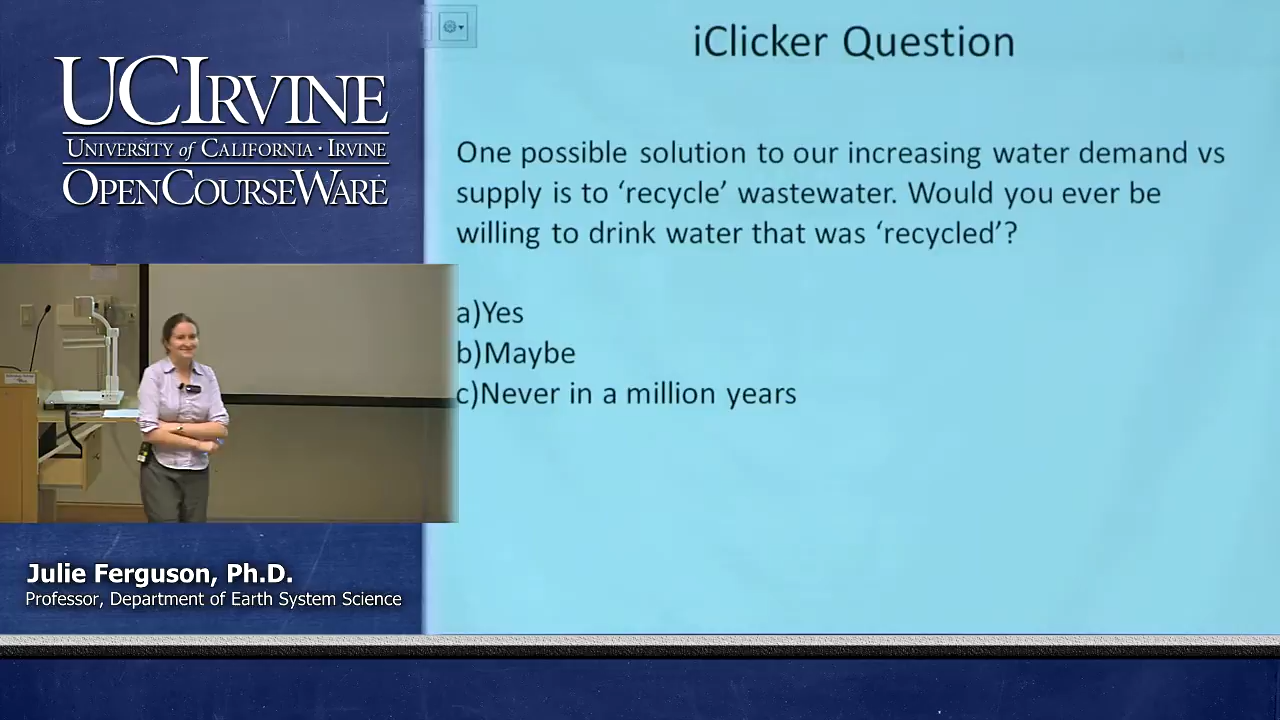 UCIRVINE
UNIVERSITY of CALIFORNIA · IRVINE
OPENCOURSEWARE
iClicker Question
One possible solution to our increasing water demand vs
supply is to ‘recycle’ wastewater. Would you ever be
willing to drink water that was ‘recycled’?
a)Yes
b)Maybe
c)Never in a million years
Julie Ferguson, Ph.D.
Professor, Department of Earth System Science